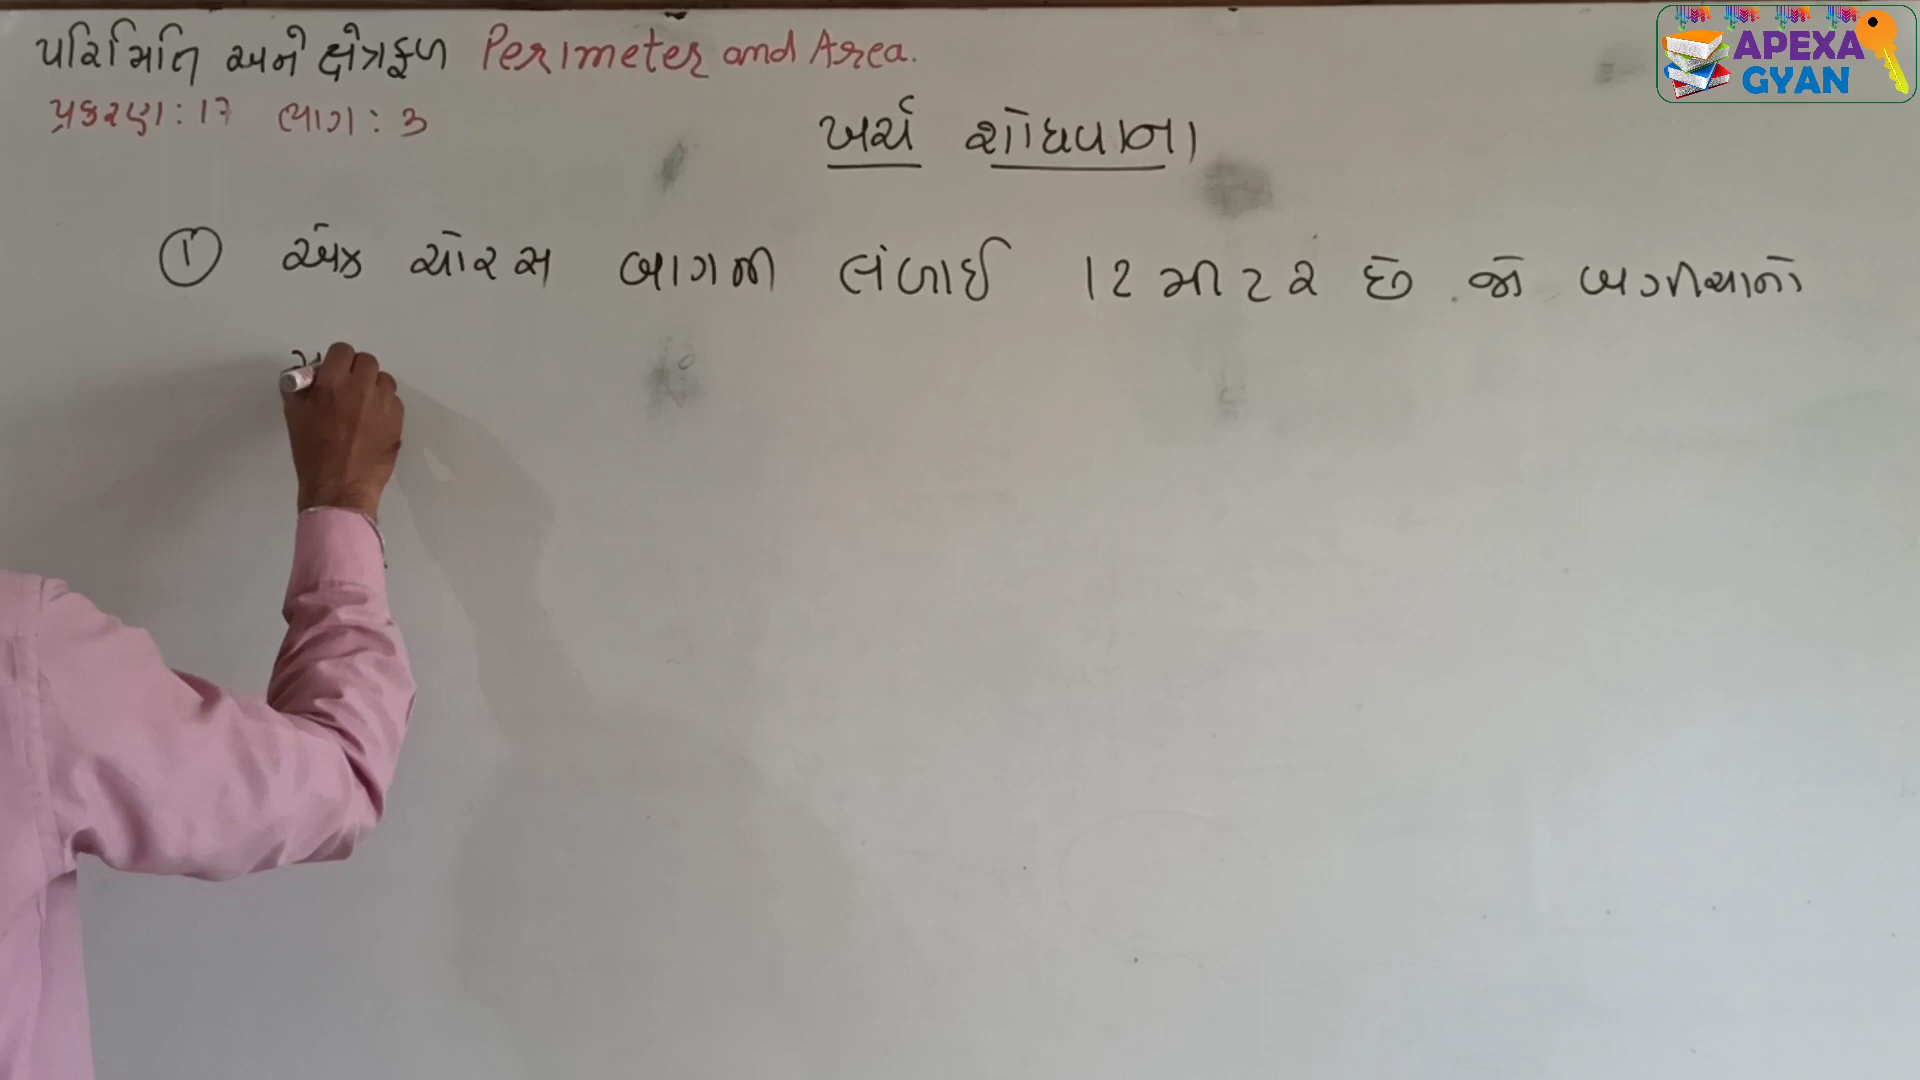 પરિમિતિ અને ક્ષેત્રફળ Perimeter and Area.
પ્રકરણ: 17 ભાગ: 3
ખર્ચ શોધવાના
① એક ચોરસ બાગની લંબાઈ 12 મીટર છે. જો બગીચાનો
APEXA
GYAN